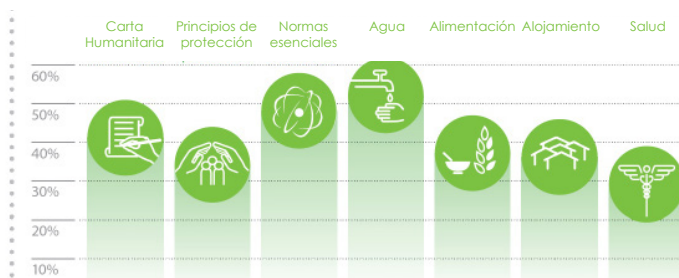 Carta
Humanitaria
Principios de
protección
Normas
esenciales
Agua
Alimentación
Alojamiento
Salud
60%
50%
40%
30%
20%
10%